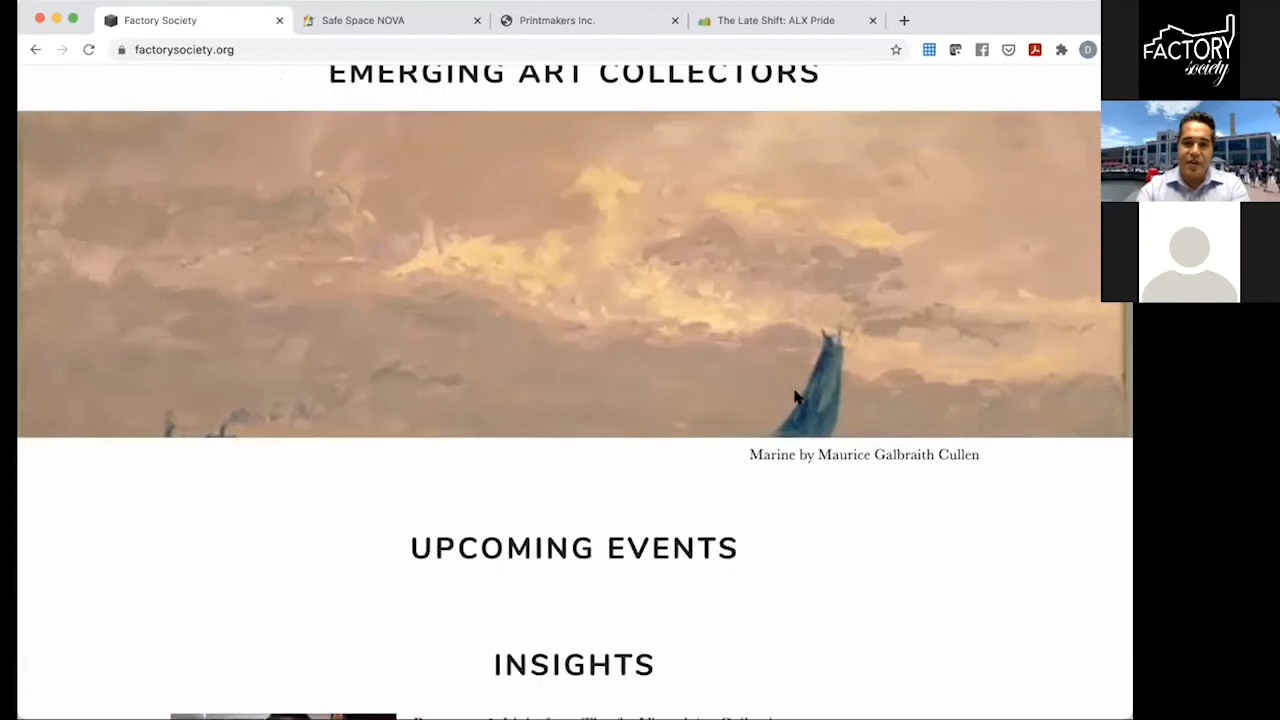 Factory Society
Safe Space NOVA
Printmakers Inc.
The Late Shift: ALX Pride
factorysociety.org
D
FACTORY
society
EMERGING ART COLLECTORS
Marine by Maurice Galbraith Cullen
UPCOMING EVENTS
INSIGHTS